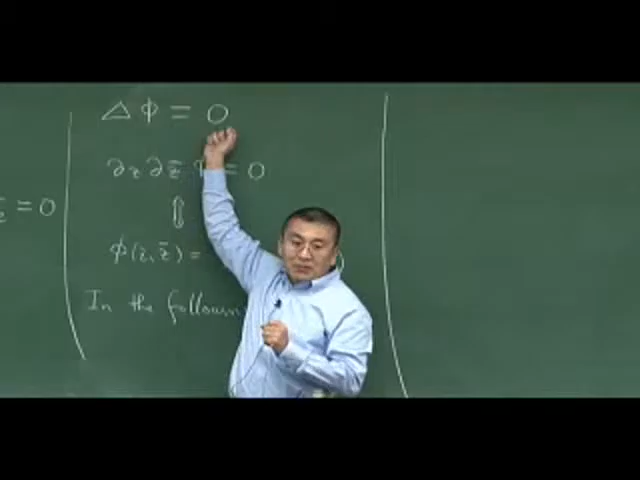 = 0
Δ Φ = 0
∂z ∂z̄ Φ = 0
⇕
ϕ(z, z̄) =
In the followin